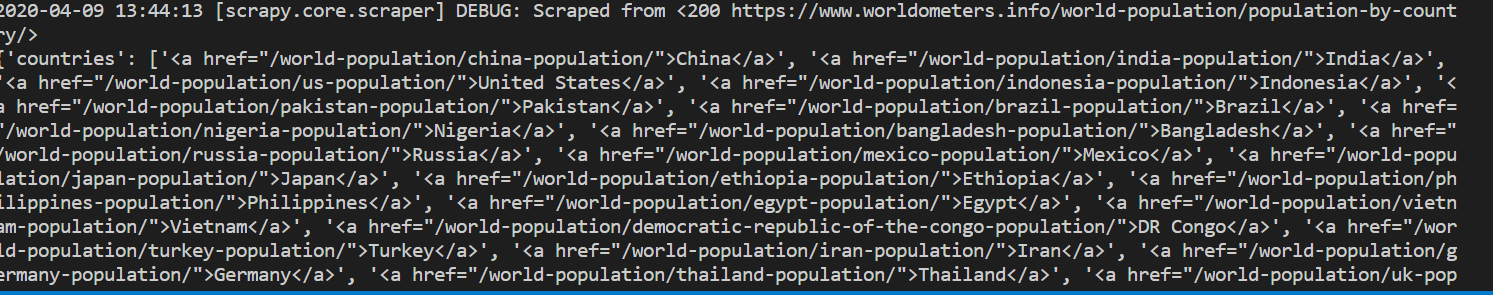 2020-04-09 13:44:13 [scrapy.core.scraper] DEBUG: Scraped from <200 https://www.worldometers.info/world-population/population-by-count
ry/>
{'countries': ['<a href="/world-population/china-population/">China</a>', '<a href="/world-population/india-population/">India</a>',
'<a href="/world-population/us-population/">United States</a>', '<a href="/world-population/indonesia-population/">Indonesia</a>', '<
a href="/world-population/pakistan-population/">Pakistan</a>', '<a href="/world-population/brazil-population/">Brazil</a>', '<a href=
"/world-population/nigeria-population/">Nigeria</a>', '<a href="/world-population/bangladesh-population/">Bangladesh</a>', '<a href="
/world-population/russia-population/">Russia</a>', '<a href="/world-population/mexico-population/">Mexico</a>', '<a href="/world-popu
lation/japan-population/">Japan</a>', '<a href="/world-population/ethiopia-population/">Ethiopia</a>', '<a href="/world-population/ph
ilippines-population/">Philippines</a>', '<a href="/world-population/egypt-population/">Egypt</a>', '<a href="/world-population/vietn
am-population/">Vietnam</a>', '<a href="/world-population/democratic-republic-of-the-congo-population/">DR Congo</a>', '<a href="/wor
ld-population/turkey-population/">Turkey</a>', '<a href="/world-population/iran-population/">Iran</a>', '<a href="/world-population/g
ermany-population/">Germany</a>', '<a href="/world-population/thailand-population/">Thailand</a>', '<a href="/world-population/uk-pop